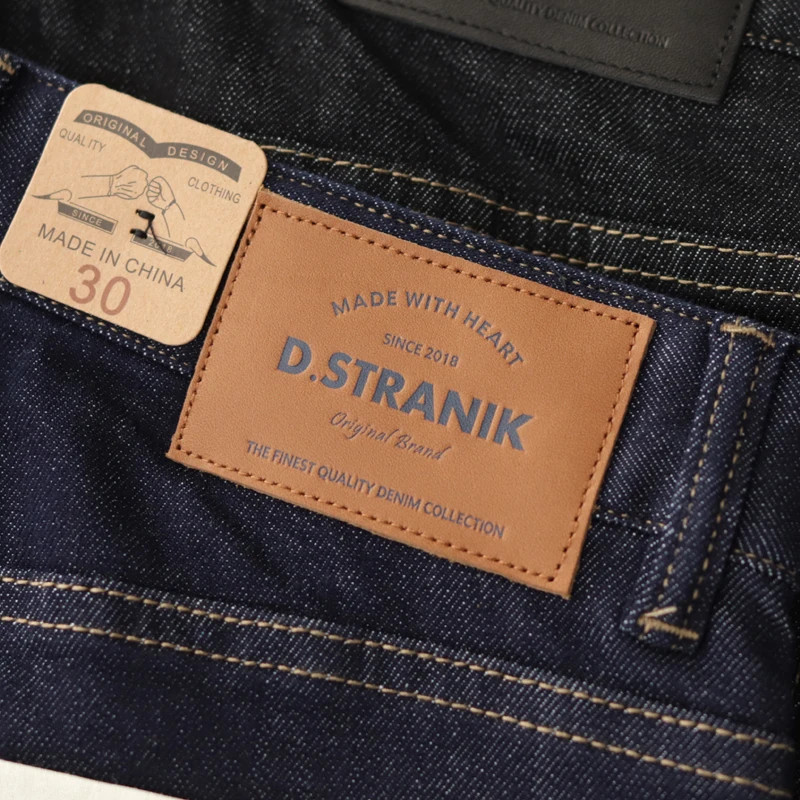 QUALITY DENIM COLLECTION
ORIGINAL DESIGN
QUALITY
CLOTHING
SINCE
MADE IN CHINA
30
MADE WITH HEART
SINCE 2018
D.STRANIK
Original Brand
THE FINEST QUALITY DENIM COLLECTION